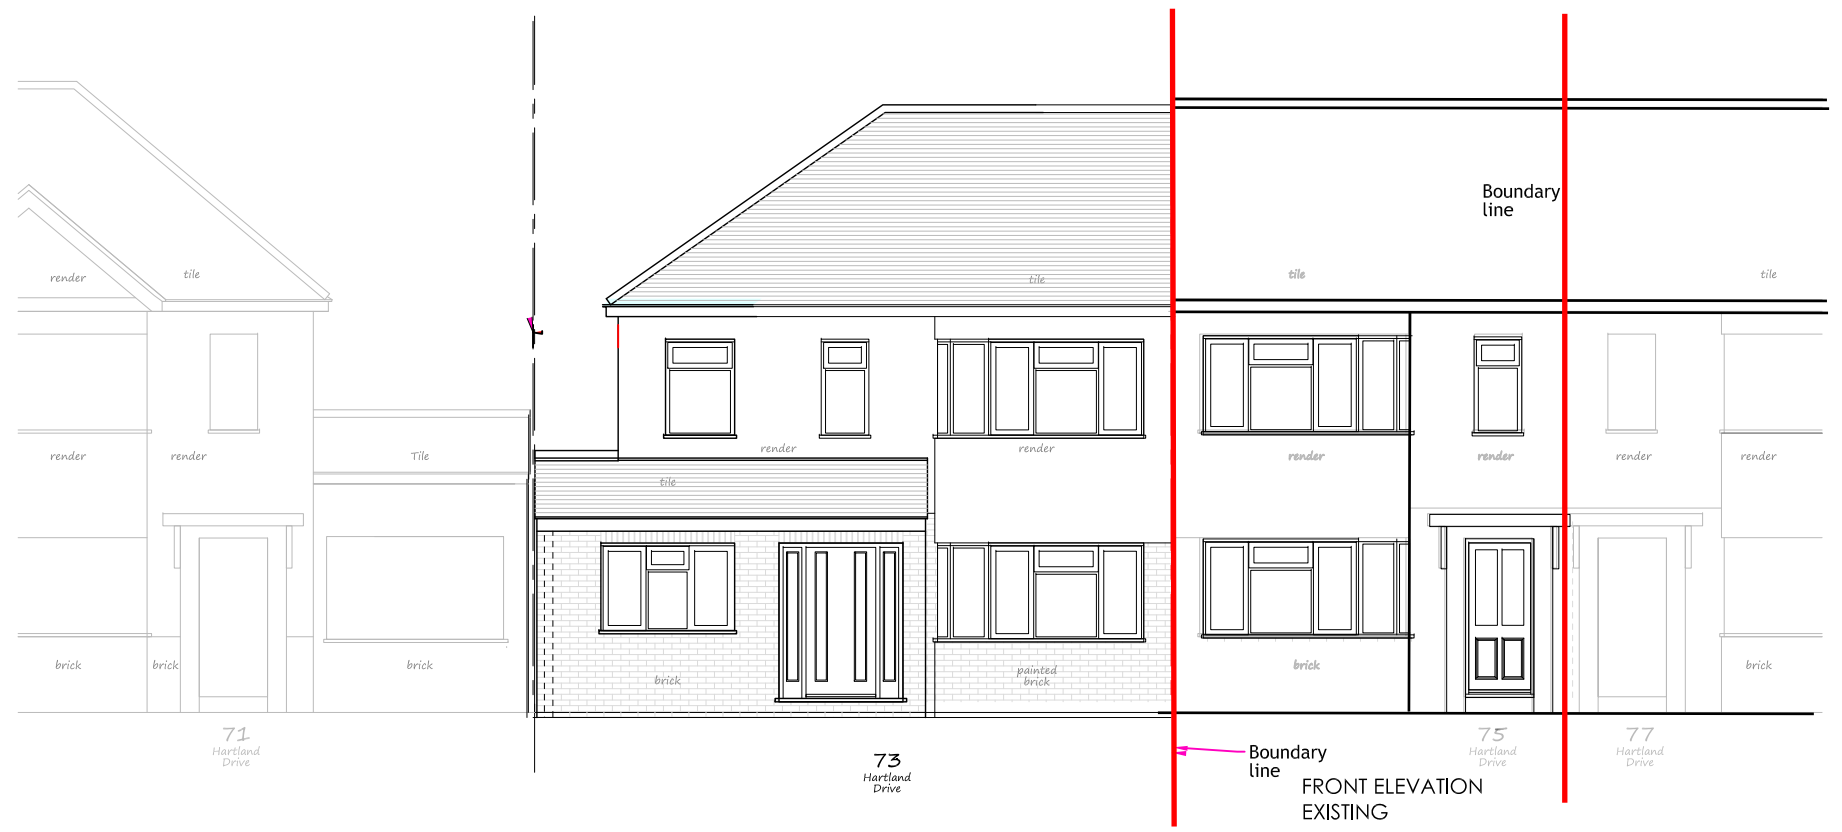 Boundary
line
render
tile
tile
tile
tile
render
render
Tile
render
render
render
render
render
render
tile
brick
brick
brick
brick
painted
brick
brick
brick
71
Hartland
Drive
73
Hartland
Drive
75
Hartland
Drive
77
Hartland
Drive
Boundary
line
FRONT ELEVATION
EXISTING